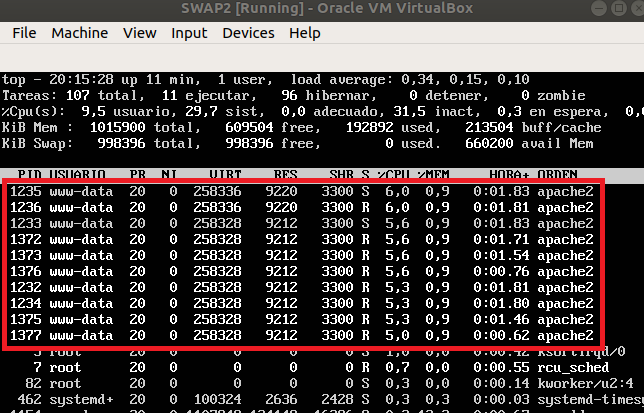 SWAP2 [Running] - Oracle VM VirtualBox
File Machine View Input Devices Help
top - 20:15:28 up 11 min, 1 user, load average: 0,34, 0,15, 0,10
Tareas: 107 total, 11 ejecutar, 96 hibernar, 0 detener, 0 zombie
%Cpu(s): 9,5 usuario, 29,7 sist, 0,0 adecuado, 31,5 inact, 0,3 en espera, 0,0
KiB Mem : 1015900 total, 609504 free, 192892 used, 213504 buff/cache
KiB Swap: 998396 total, 998396 free, 0 used. 660200 avail Mem
PID USUARIO PR NI VIRT RES SHR S %CPU %MEM HORA+ ORDEN
1235 www-data 20 0 258336 9220 3300 S 6,0 0,9 0:01.83 apache2
1236 www-data 20 0 258336 9220 3300 R 6,0 0,9 0:01.81 apache2
1233 www-data 20 0 258328 9212 3300 S 5,6 0,9 0:01.83 apache2
1372 www-data 20 0 258328 9212 3300 R 5,6 0,9 0:01.71 apache2
1373 www-data 20 0 258328 9212 3300 R 5,6 0,9 0:01.54 apache2
1376 www-data 20 0 258328 9212 3300 R 5,6 0,9 0:00.76 apache2
1232 www-data 20 0 258328 9212 3300 R 5,3 0,9 0:01.81 apache2
1234 www-data 20 0 258328 9212 3300 R 5,3 0,9 0:01.80 apache2
1375 www-data 20 0 258328 9212 3300 R 5,3 0,9 0:01.46 apache2
1377 www-data 20 0 258328 9212 3300 R 5,0 0,9 0:00.62 apache2
3 root 20 0 0 0 0 S 1,0 0,0 0:00.42 ksoftirqd/0
7 root 20 0 0 0 0 R 0,7 0,0 0:00.55 rcu_sched
82 root 20 0 0 0 0 S 0,3 0,0 0:00.14 kworker/u2:4
462 systemd+ 20 0 100324 2636 2428 S 0,3 0,3 0:00.03 systemd-times